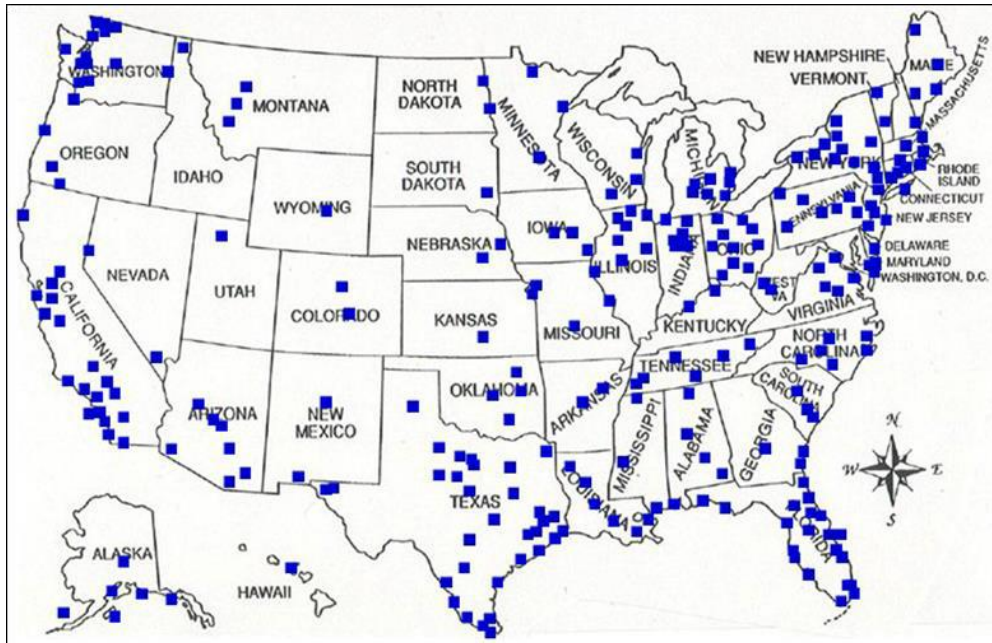 NEW HAMPSHIRE
VERMONT
MAINE
MASSACHUSETTS
WASHINGTON
MONTANA
NORTH
DAKOTA
MINNESOTA
WISCONSIN
MICHIGAN
NEW YORK
RHODE
ISLAND
CONNECTICUT
OREGON
IDAHO
WYOMING
SOUTH
DAKOTA
IOWA
PENNSYLVANIA
NEW JERSEY
NEBRASKA
ILLINOIS
INDIANA
OHIO
DELAWARE
MARYLAND
WASHINGTON, D.C.
NEVADA
UTAH
COLORADO
KANSAS
MISSOURI
KENTUCKY
WEST
VA
VIRGINIA
CALIFORNIA
ARIZONA
NEW
MEXICO
OKLAHOMA
ARKANSAS
TENNESSEE
NORTH
CAROLINA
SOUTH
CAROLINA
MISSISSIPPI
ALABAMA
GEORGIA
TEXAS
LOUISIANA
FLORIDA
ALASKA
HAWAII
N
W
E
S